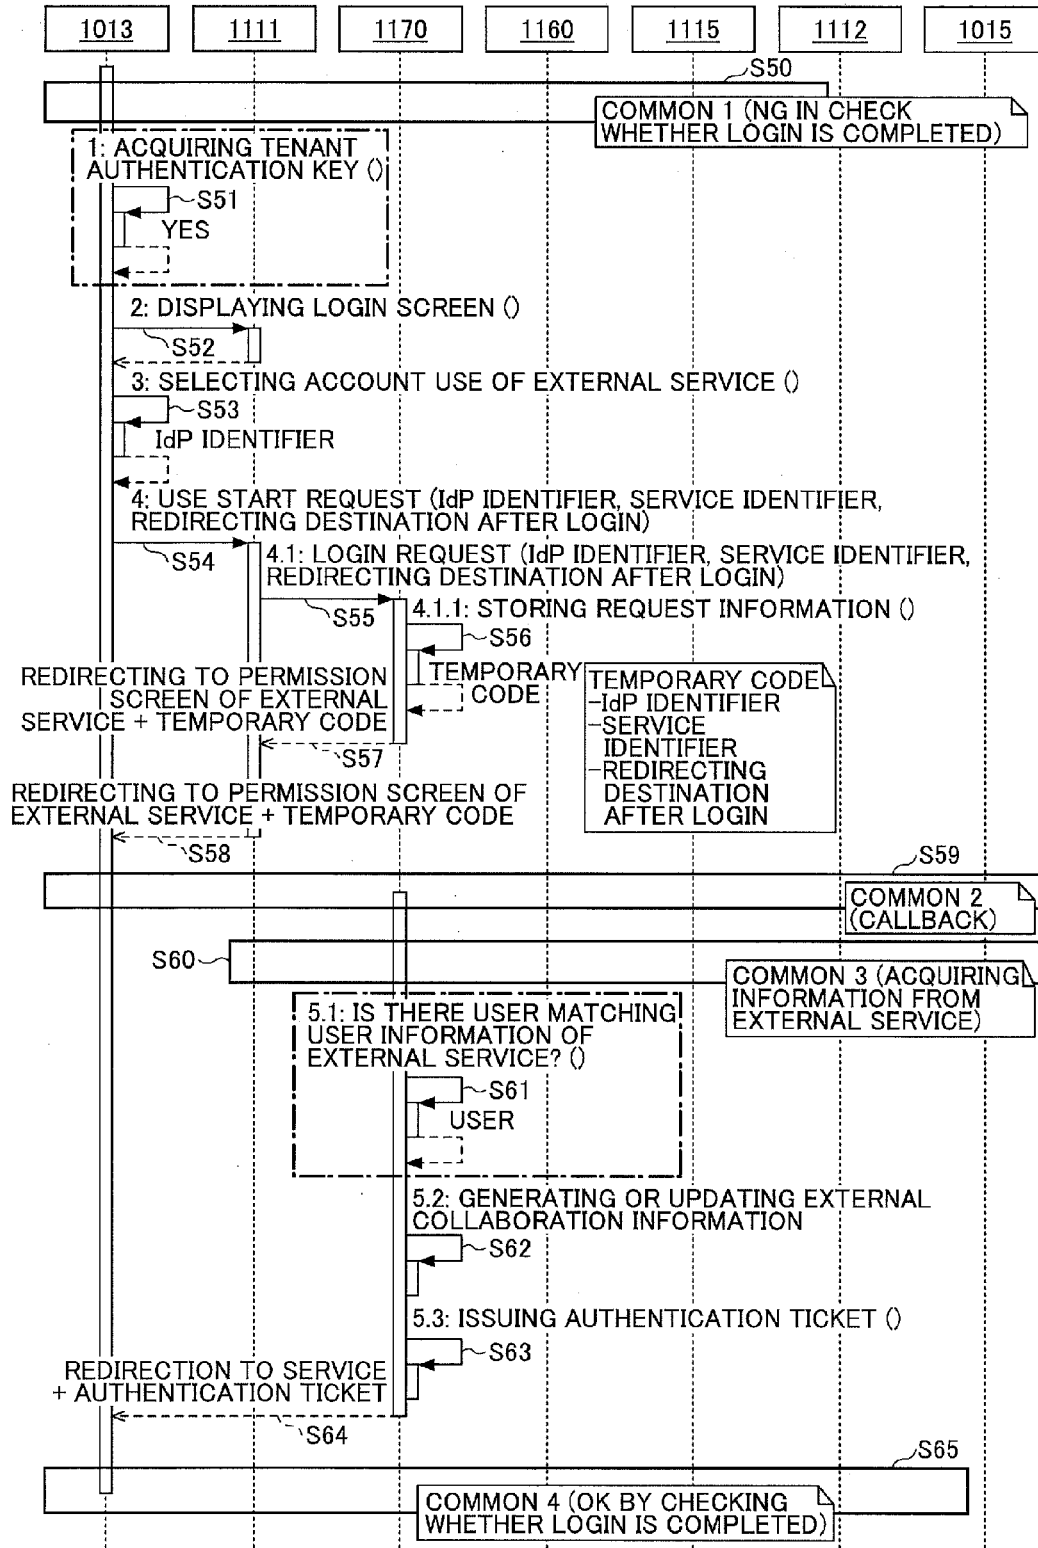 1013
1111
1170
1160
1115
1112
1015
S50
COMMON 1 (NG IN CHECK
WHETHER LOGIN IS COMPLETED)
1: ACQUIRING TENANT
AUTHENTICATION KEY ()
S51
YES
2: DISPLAYING LOGIN SCREEN ()
S52
3: SELECTING ACCOUNT USE OF EXTERNAL SERVICE ()
S53
IdP IDENTIFIER
4: USE START REQUEST (IdP IDENTIFIER, SERVICE IDENTIFIER,
REDIRECTING DESTINATION AFTER LOGIN)
S54
4.1: LOGIN REQUEST (IdP IDENTIFIER, SERVICE IDENTIFIER,
REDIRECTING DESTINATION AFTER LOGIN)
S55
4.1.1: STORING REQUEST INFORMATION ()
S56
TEMPORARY
CODE
REDIRECTING TO PERMISSION
SCREEN OF EXTERNAL
SERVICE + TEMPORARY CODE
S57
TEMPORARY CODE
-IdP IDENTIFIER
-SERVICE
IDENTIFIER
-REDIRECTING
DESTINATION
AFTER LOGIN
REDIRECTING TO PERMISSION SCREEN OF
EXTERNAL SERVICE + TEMPORARY CODE
S58
S59
COMMON 2
(CALLBACK)
S60
COMMON 3 (ACQUIRING
INFORMATION FROM
EXTERNAL SERVICE)
5.1: IS THERE USER MATCHING
USER INFORMATION OF
EXTERNAL SERVICE? ()
S61
USER
5.2: GENERATING OR UPDATING EXTERNAL
COLLABORATION INFORMATION
S62
5.3: ISSUING AUTHENTICATION TICKET ()
S63
REDIRECTION TO SERVICE
+ AUTHENTICATION TICKET
S64
S65
COMMON 4 (OK BY CHECKING
WHETHER LOGIN IS COMPLETED)